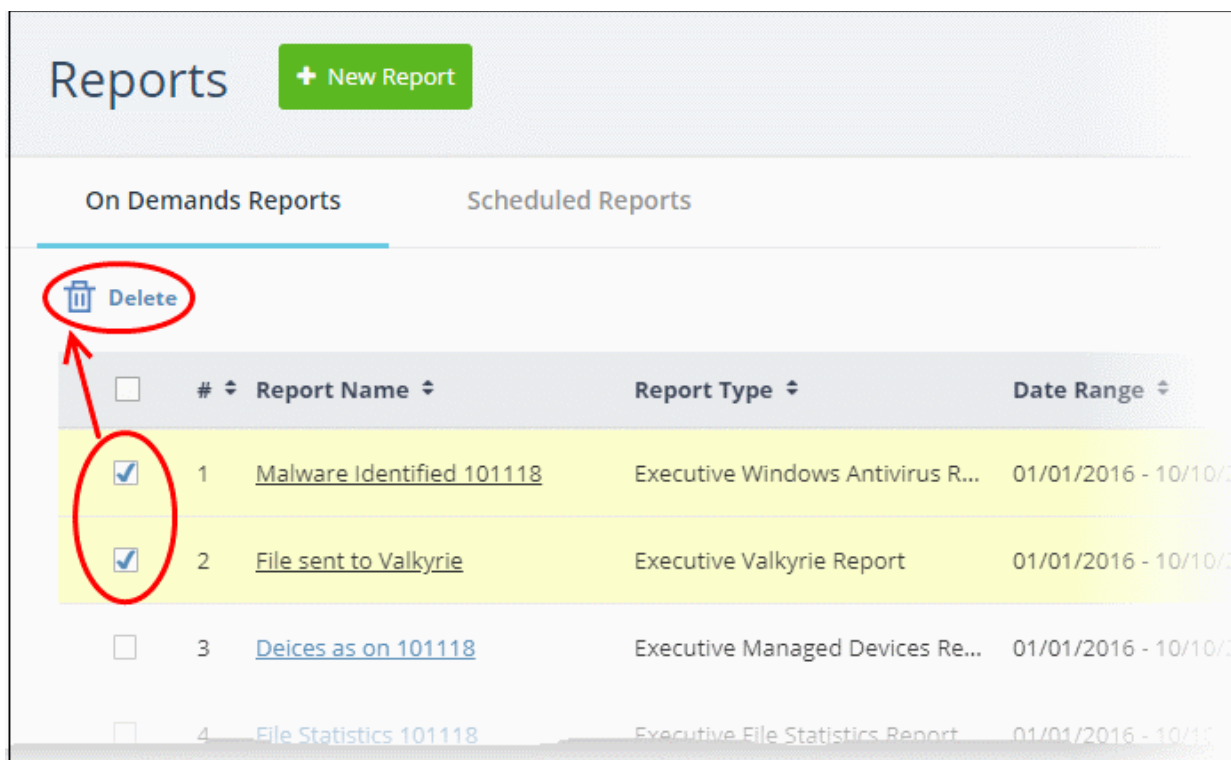 Reports + New Report
On Demands Reports Scheduled Reports
Delete
# Report Name Report Type Date Range
1 Malware Identified 101118 Executive Windows Antivirus R... 01/01/2016 - 10/10/
2 File sent to Valkyrie Executive Valkyrie Report 01/01/2016 - 10/10/
3 Deices as on 101118 Executive Managed Devices Re... 01/01/2016 - 10/10/
4 File Statistics 101118 Executive File Statistics Report 01/01/2016 - 10/10